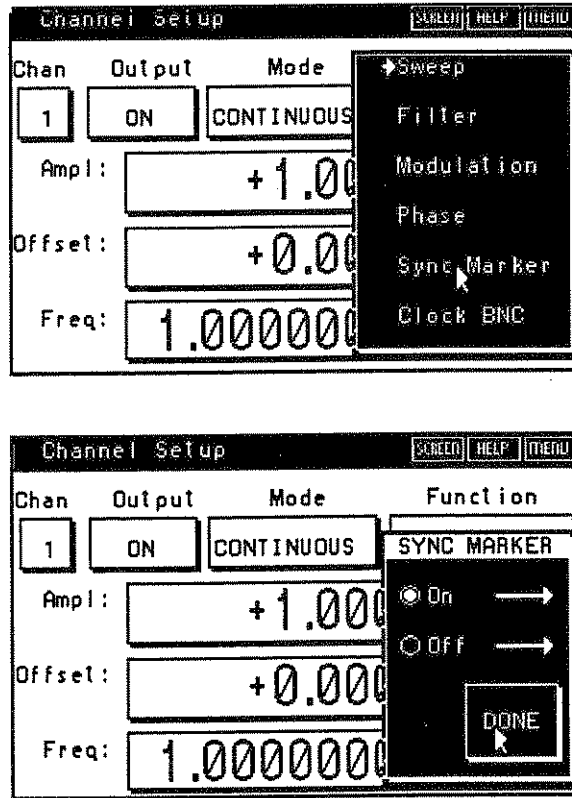 Channel Setup SCREEN HELP MENU
Chan Output Mode
1 ON CONTINUOUS
Ampl: +1.00
Offset: +0.00
Freq: 1.000000
Sweep
Filter
Modulation
Phase
Sync Marker
Clock BNC
Channel Setup SCREEN HELP MENU
Chan Output Mode Function
1 ON CONTINUOUS
Ampl: +1.000
Offset: +0.000
Freq: 1.0000000
SYNC MARKER
On
Off
DONE